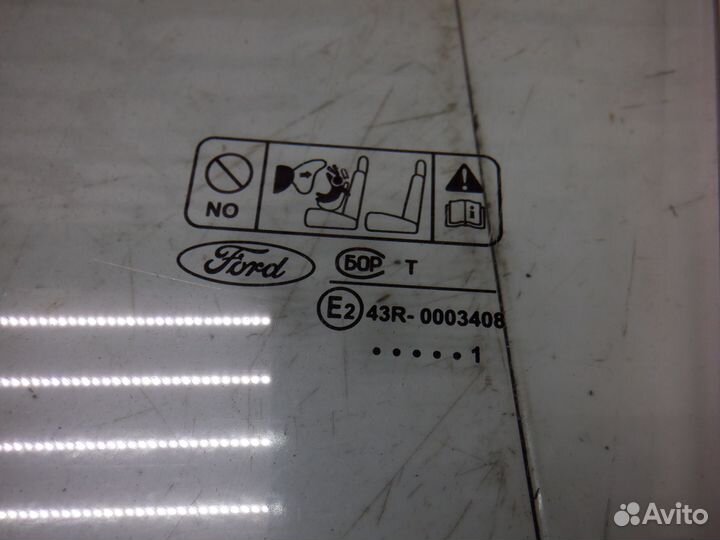 NO
Ford
БОР T
E2 43R- 0003408
•••••1
Avito